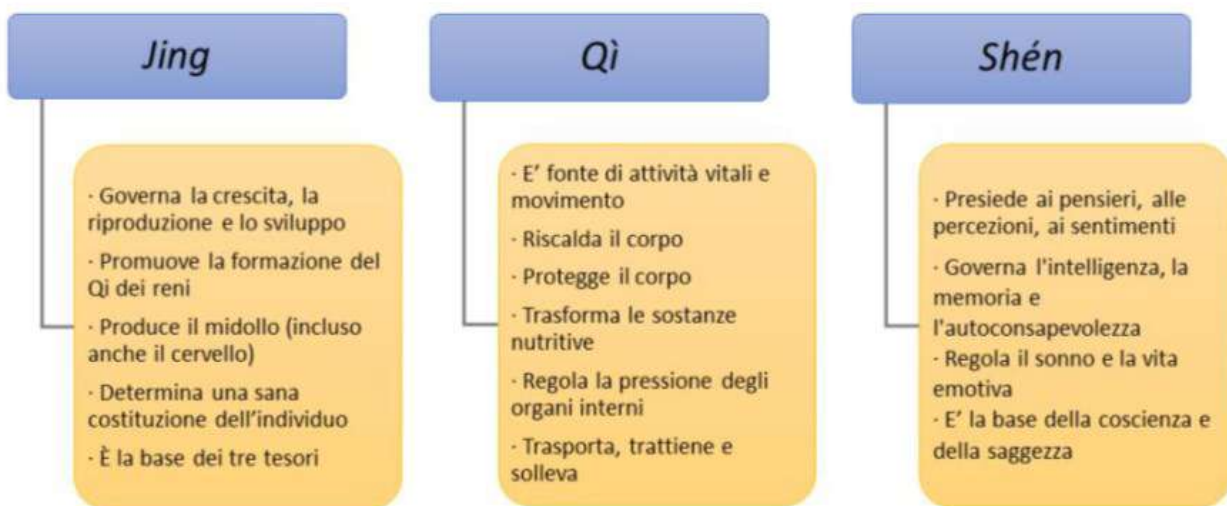 Jing
· Governa la crescita, la
riproduzione e lo sviluppo
· Promuove la formazione del
Qi dei reni
· Produce il midollo (incluso
anche il cervello)
· Determina una sana
costituzione dell'individuo
· È la base dei tre tesori
Qì
· E' fonte di attività vitali e
movimento
· Riscalda il corpo
· Protegge il corpo
· Trasforma le sostanze
nutritive
· Regola la pressione degli
organi interni
· Trasporta, trattiene e
solleva
Shén
· Presiede ai pensieri, alle
percezioni, ai sentimenti
· Governa l'intelligenza, la
memoria e
l'autoconsapevolezza
· Regola il sonno e la vita
emotiva
· E' la base della coscienza e
della saggezza